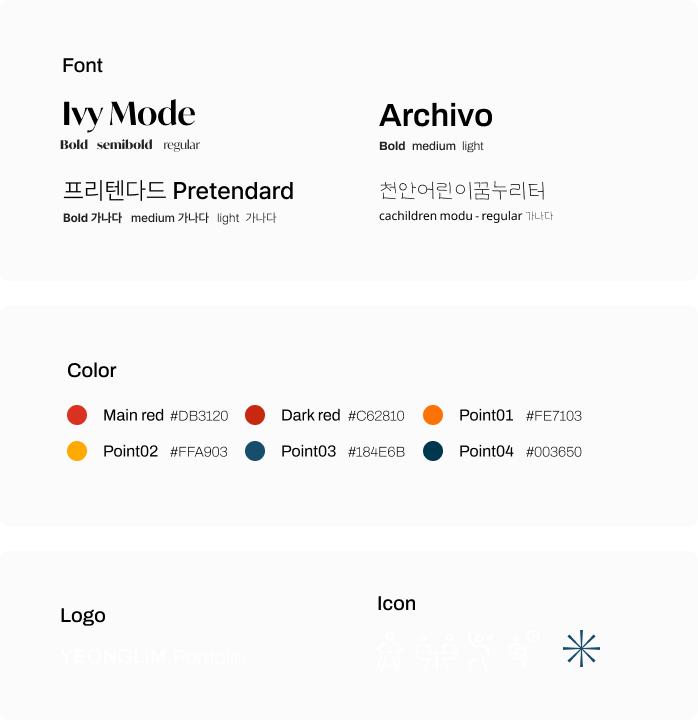 Font
Ivy Mode
Bold semibold regular
Archivo
Bold medium light
프리텐다드 Pretendard
Bold 가나다 medium 가나다 light 가나다
천안어린이꿈누리터
cachildren modu - regular 가나다
Color
Main red #DB3120 Dark red #C62810 Point01 #FE7103
Point02 #FFA903 Point03 #184E6B Point04 #003650
Logo
YEONGLIM Portfolio
Icon